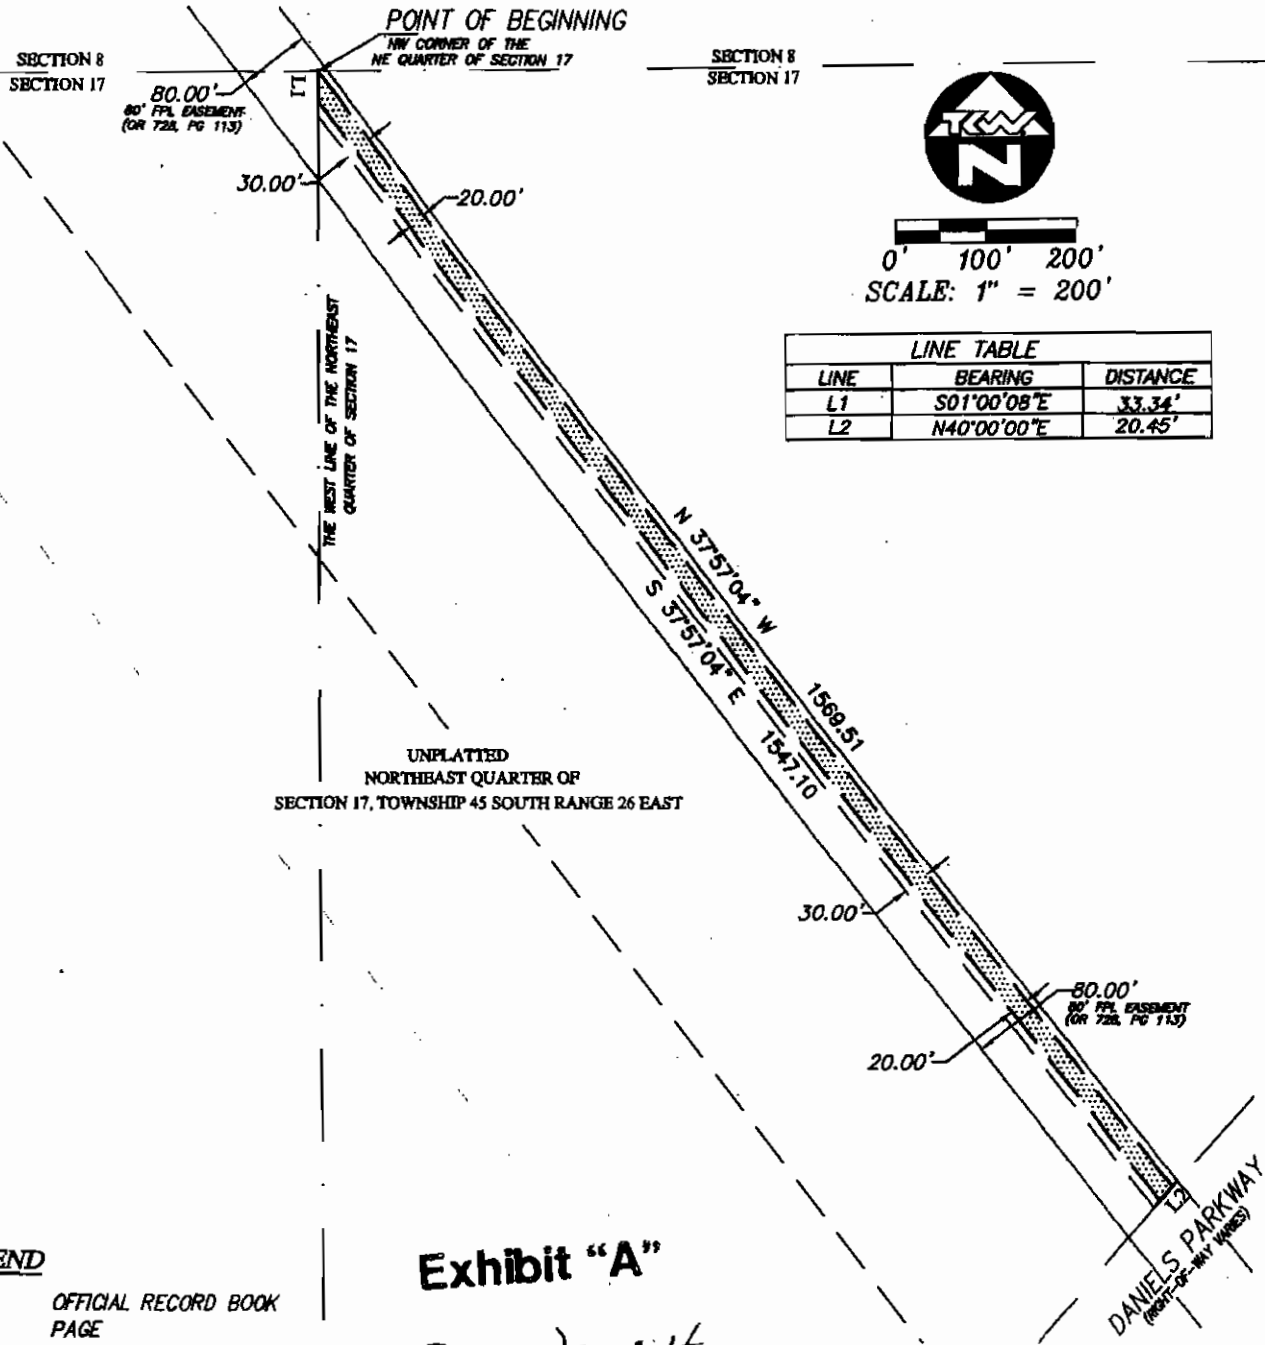 POINT OF BEGINNING
NW CORNER OF THE
NE QUARTER OF SECTION 17
SECTION 8
SECTION 17
SECTION 8
SECTION 17
80.00'
80' FPL EASEMENT
(OR 728, PG 113)
L1
30.00'
20.00'
TKW
N
0' 100' 200'
SCALE: 1" = 200'
LINE TABLE
LINE BEARING DISTANCE
L1 S01°00'08"E 33.34'
L2 N40°00'00"E 20.45'
THE WEST LINE OF THE NORTHEAST
QUARTER OF SECTION 17
N 37°57'04" W
1569.51
S 37°57'04" E
1547.10
UNPLATTED
NORTHEAST QUARTER OF
SECTION 17, TOWNSHIP 45 SOUTH RANGE 26 EAST
30.00'
80.00'
80' FPL EASEMENT
(OR 728, PG 113)
20.00'
L2
DANIELS PARKWAY
(RIGHT-OF-WAY VARIES)
END
OFFICIAL RECORD BOOK
PAGE
Exhibit "A"